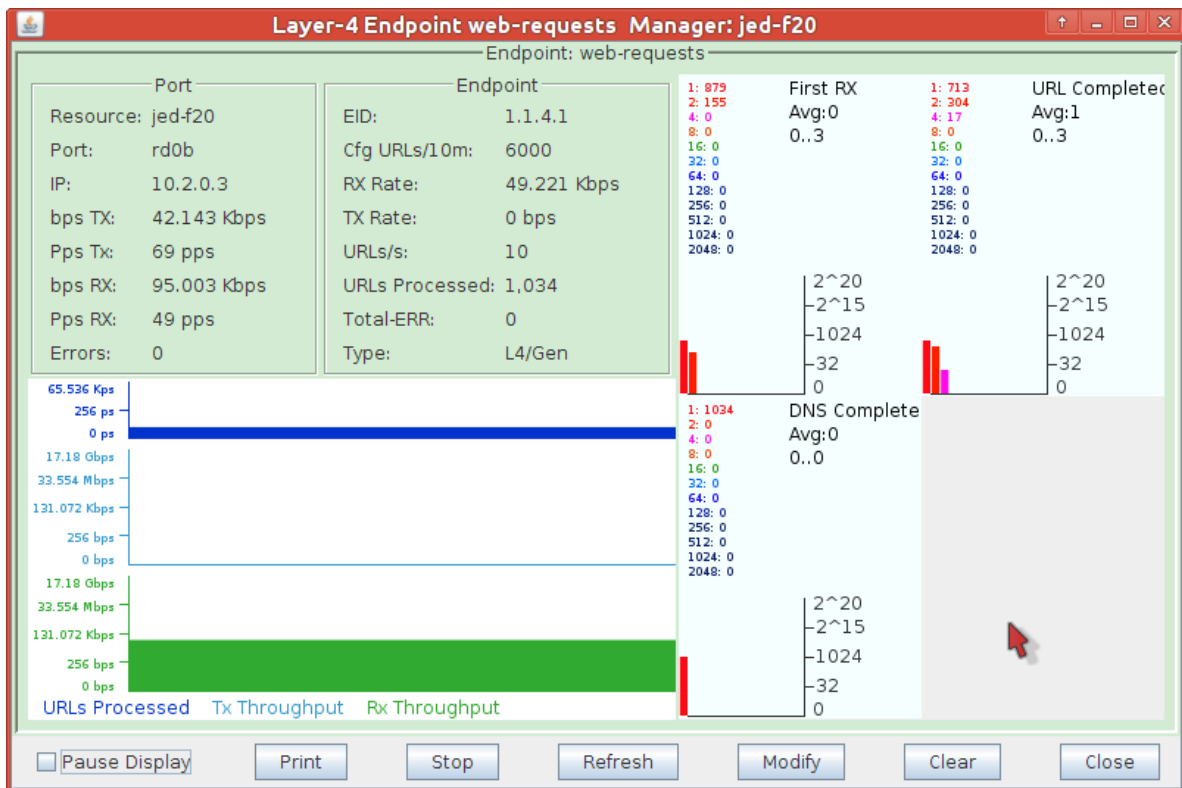 Layer-4 Endpoint web-requests  Manager: jed-f20
Endpoint: web-requests
Port
Resource: jed-f20
Port: rd0b
IP: 10.2.0.3
bps TX: 42.143 Kbps
Pps Tx: 69 pps
bps RX: 95.003 Kbps
Pps RX: 49 pps
Errors: 0
Endpoint
EID: 1.1.4.1
Cfg URLs/10m: 6000
RX Rate: 49.221 Kbps
TX Rate: 0 bps
URLs/s: 10
URLs Processed: 1,034
Total-ERR: 0
Type: L4/Gen
First RX
Avg:0
0..3
1: 879
2: 155
4: 0
8: 0
16: 0
32: 0
64: 0
128: 0
256: 0
512: 0
1024: 0
2048: 0
2^20
2^15
1024
32
0
URL Completed
Avg:1
0..3
1: 713
2: 304
4: 17
8: 0
16: 0
32: 0
64: 0
128: 0
256: 0
512: 0
1024: 0
2048: 0
2^20
2^15
1024
32
0
65.536 Kps
256 ps
0 ps
17.18 Gbps
33.554 Mbps
131.072 Kbps
256 bps
0 bps
17.18 Gbps
33.554 Mbps
131.072 Kbps
256 bps
0 bps
URLs Processed Tx Throughput Rx Throughput
DNS Complete
Avg:0
0..0
1: 1034
2: 0
4: 0
8: 0
16: 0
32: 0
64: 0
128: 0
256: 0
512: 0
1024: 0
2048: 0
2^20
2^15
1024
32
0
Pause Display Print Stop Refresh Modify Clear Close